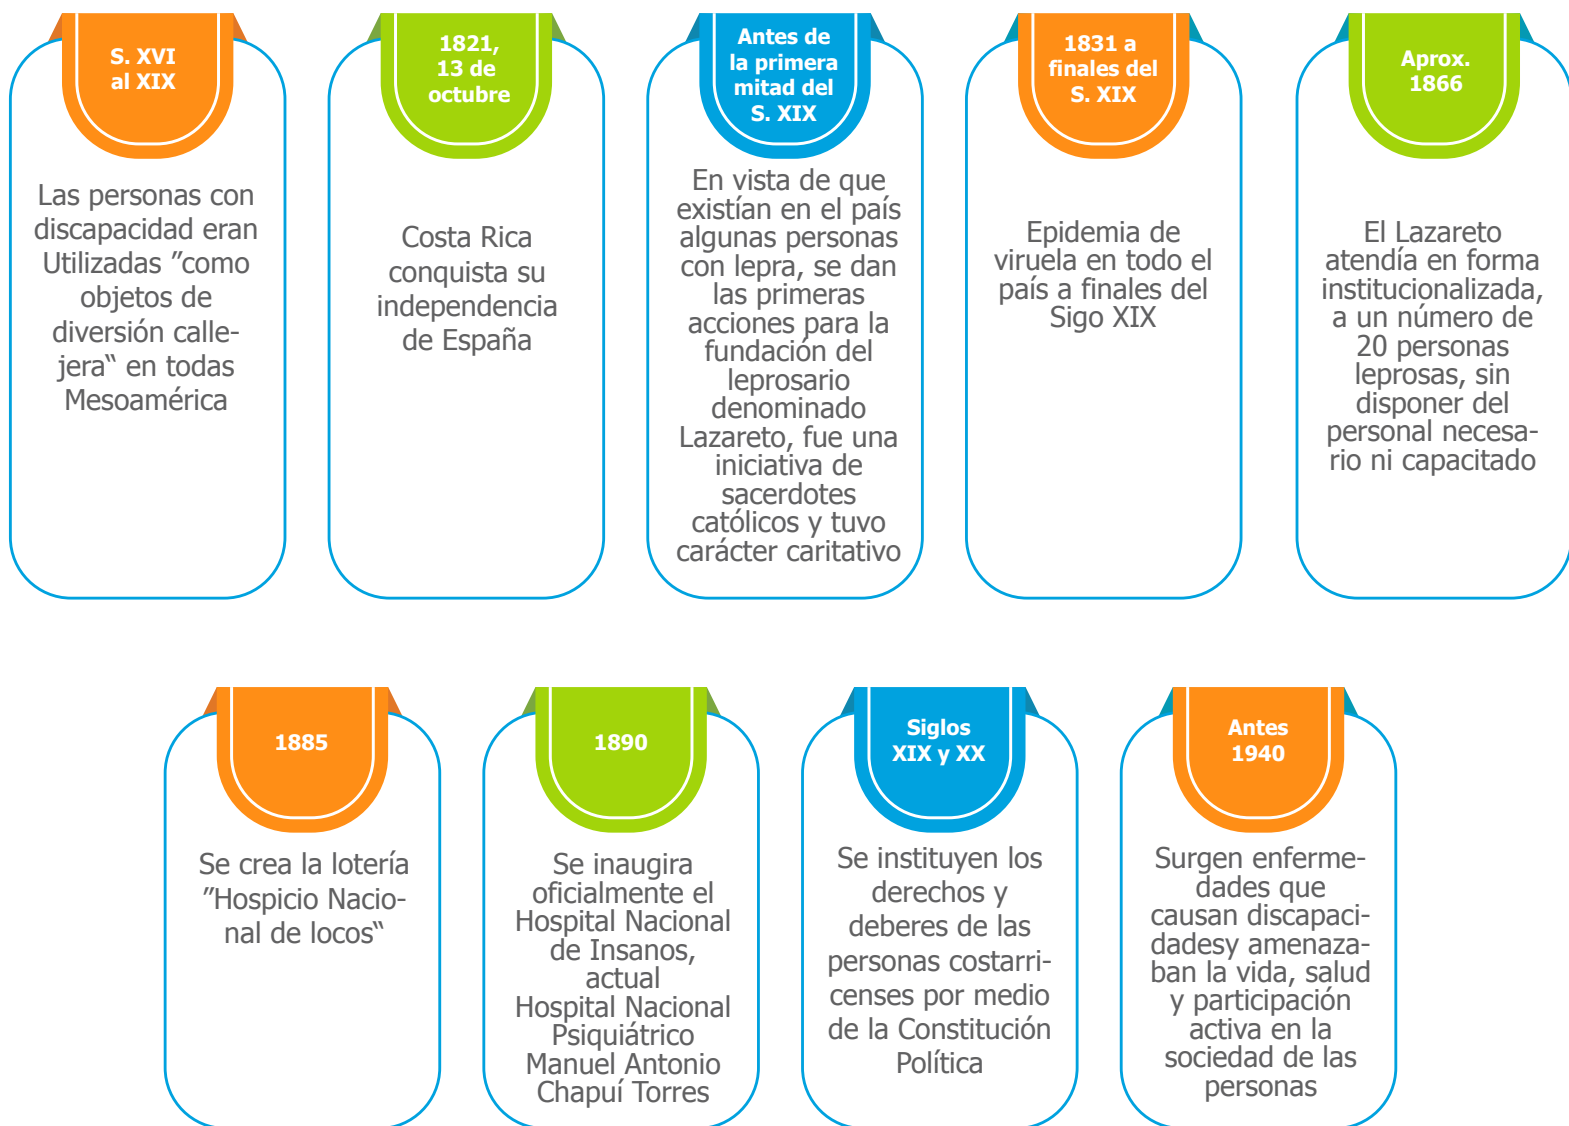 S. XVI
al XIX
Las personas con
discapacidad eran
Utilizadas "como
objetos de
diversión calle-
jera" en todas
Mesoamérica
1821,
13 de
octubre
Costa Rica
conquista su
independencia
de España
Antes de
la primera
mitad del
S. XIX
En vista de que
existían en el país
algunas personas
con lepra, se dan
las primeras
acciones para la
fundación del
leprosario
denominado
Lazareto, fue una
iniciativa de
sacerdotes
católicos y tuvo
carácter caritativo
1831 a
finales del
S. XIX
Epidemia de
viruela en todo el
país a finales del
Sigo XIX
Aprox.
1866
El Lazareto
atendía en forma
institucionalizada,
a un número de
20 personas
leprosas, sin
disponer del
personal necesa-
rio ni capacitado
1885
Se crea la lotería
"Hospicio Nacio-
nal de locos"
1890
Se inaugira
oficialmente el
Hospital Nacional
de Insanos,
actual
Hospital Nacional
Psiquiátrico
Manuel Antonio
Chapuí Torres
Siglos
XIX y XX
Se instituyen los
derechos y
deberes de las
personas costarri-
censes por medio
de la Constitución
Política
Antes
1940
Surgen enferme-
dades que
causan discapaci-
dadesy amenaza-
ban la vida, salud
y participación
activa en la
sociedad de las
personas